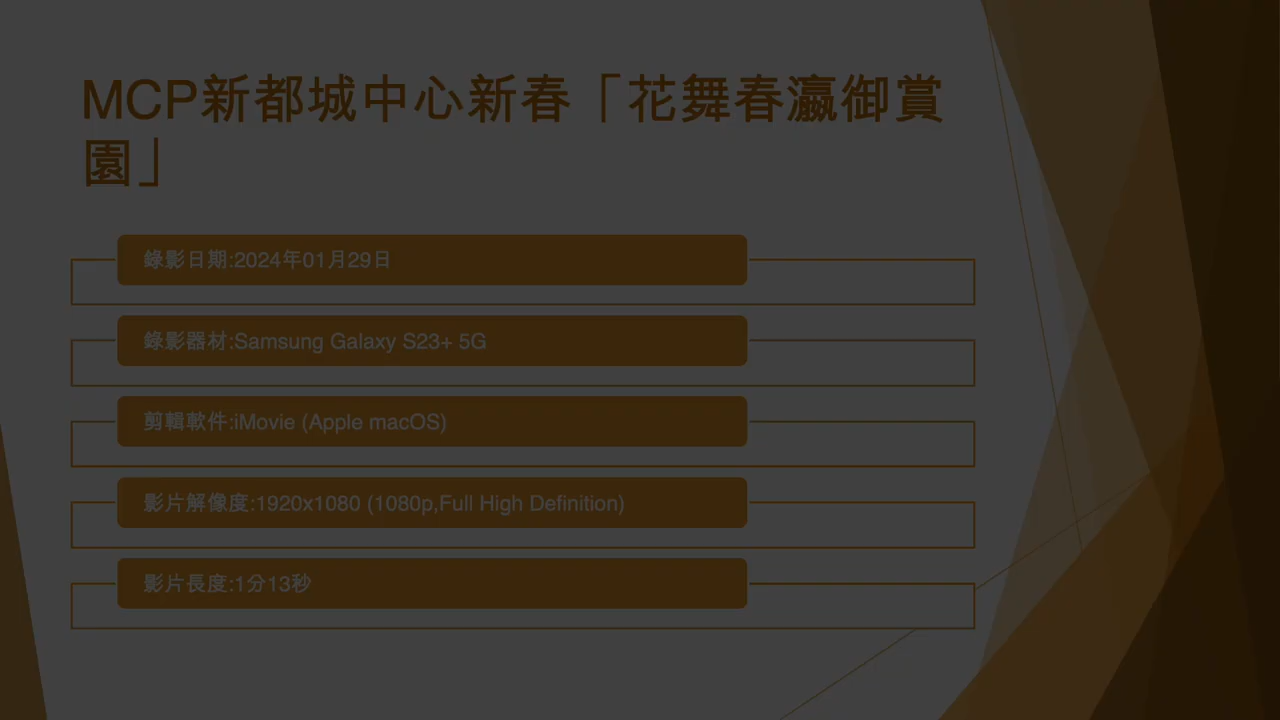 MCP新都城中心新春「花舞春瀛御賞
園」
錄影日期:2024年01月29日
錄影器材:Samsung Galaxy S23+ 5G
剪輯軟件:iMovie (Apple macOS)
影片解像度:1920x1080 (1080p,Full High Definition)
影片長度:1分13秒